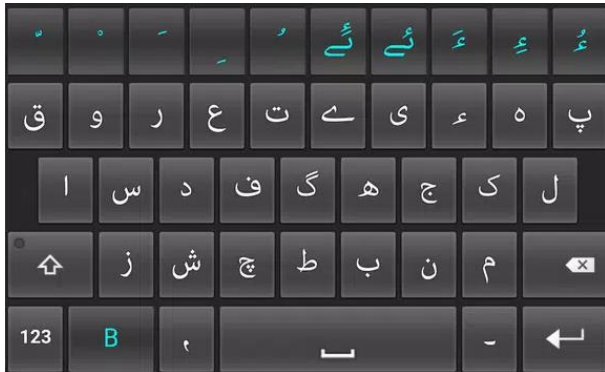 ّ ْ َ ِ ُ ئَے ئے ءَ ءِ ءُ
ق و ر ع ت ے ی ء ہ پ
ا س د ف گ ھ ج ک ل
ز ش چ ط ب ن م
123 B ، ۔